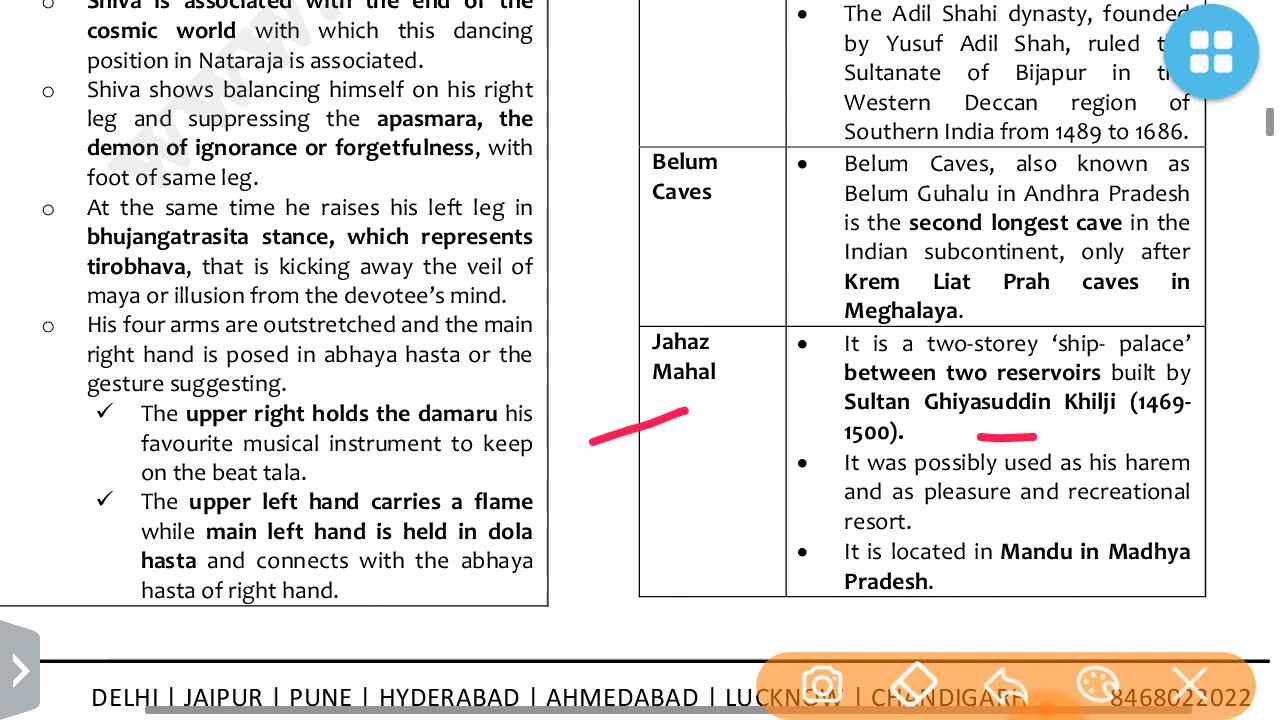 Shiva is associated with the end of the
cosmic world with which this dancing
position in Nataraja is associated.
o Shiva shows balancing himself on his right
leg and suppressing the apasmara, the
demon of ignorance or forgetfulness, with
foot of same leg.
o At the same time he raises his left leg in
bhujangatrasita stance, which represents
tirobhava, that is kicking away the veil of
maya or illusion from the devotee's mind.
o His four arms are outstretched and the main
right hand is posed in abhaya hasta or the
gesture suggesting.
✓ The upper right holds the damaru his
favourite musical instrument to keep
on the beat tala.
✓ The upper left hand carries a flame
while main left hand is held in dola
hasta and connects with the abhaya
hasta of right hand.
• The Adil Shahi dynasty, founded
by Yusuf Adil Shah, ruled
Sultanate of Bijapur in
Western Deccan region of
Southern India from 1489 to 1686.
Belum
Caves
• Belum Caves, also known as
Belum Guhalu in Andhra Pradesh
is the second longest cave in the
Indian subcontinent, only after
Krem Liat Prah caves in
Meghalaya.
Jahaz
Mahal
• It is a two-storey ‘ship- palace’
between two reservoirs built by
Sultan Ghiyasuddin Khilji (1469-
1500).
• It was possibly used as his harem
and as pleasure and recreational
resort.
• It is located in Mandu in Madhya
Pradesh.
DELHI | JAIPUR | PUNE | HYDERABAD | AHMEDABAD | LUCKNOW | CHANDIGARH 8468022022